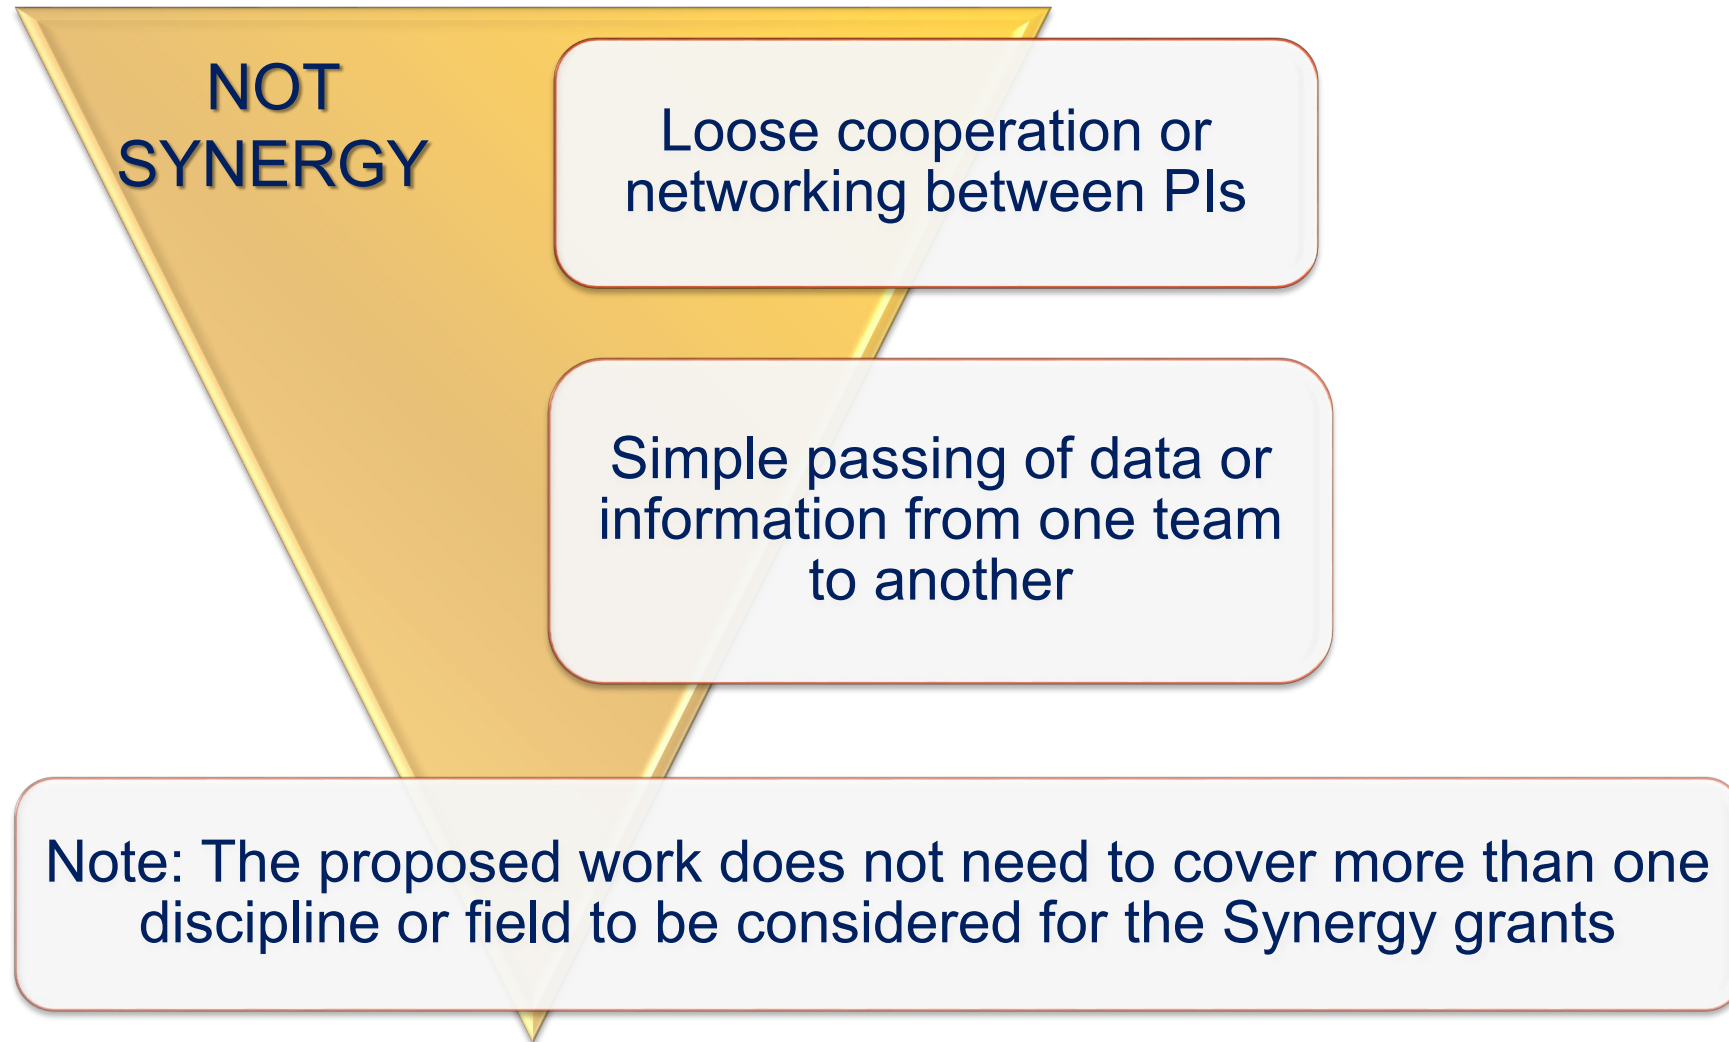 NOT
SYNERGY
Loose cooperation or
networking between PIs
Simple passing of data or
information from one team
to another
Note: The proposed work does not need to cover more than one
discipline or field to be considered for the Synergy grants